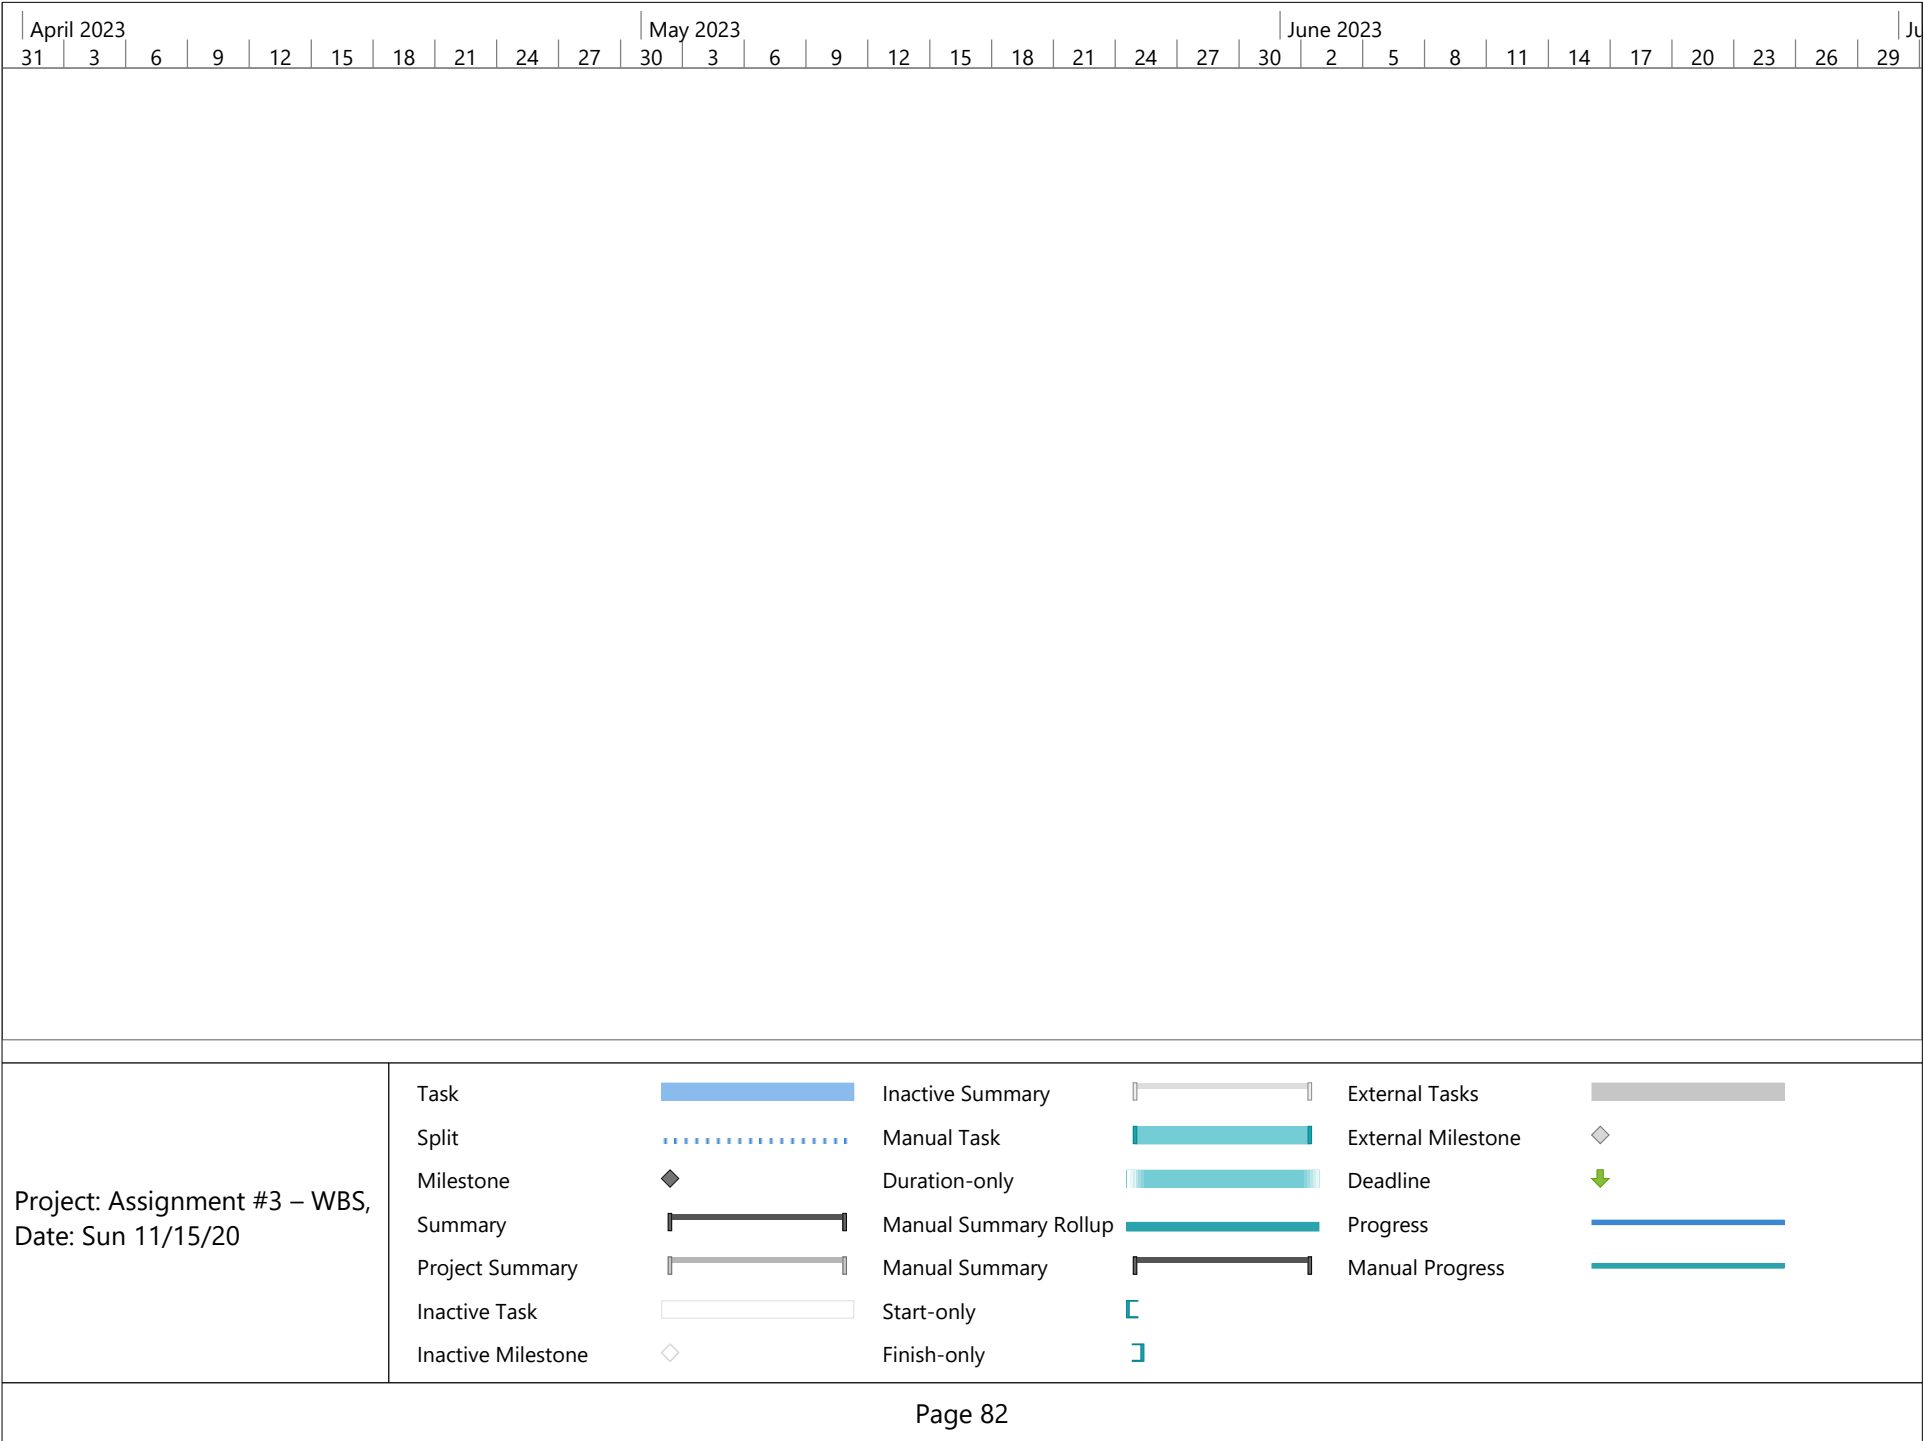 April 2023 May 2023 June 2023 Ju
31 3 6 9 12 15 18 21 24 27 30 3 6 9 12 15 18 21 24 27 30 2 5 8 11 14 17 20 23 26 29
Task Inactive Summary External Tasks
Split Manual Task External Milestone
Milestone Duration-only Deadline
Project: Assignment #3 – WBS,
Date: Sun 11/15/20
Summary Manual Summary Rollup Progress
Project Summary Manual Summary Manual Progress
Inactive Task Start-only
Inactive Milestone Finish-only
Page 82